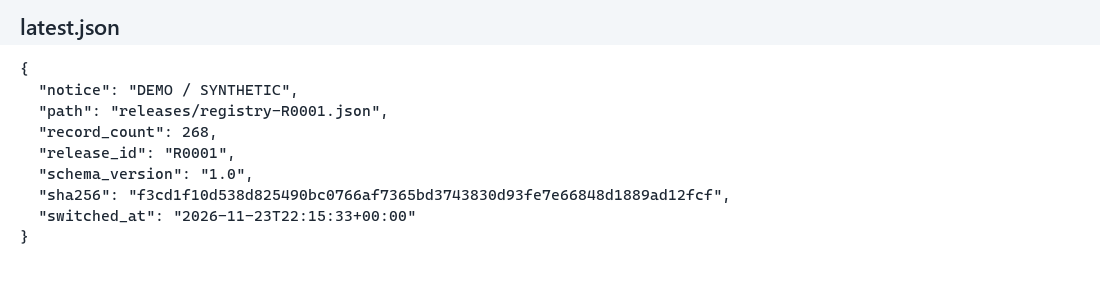 latest.json
{
  "notice": "DEMO / SYNTHETIC",
  "path": "releases/registry-R0001.json",
  "record_count": 268,
  "release_id": "R0001",
  "schema_version": "1.0",
  "sha256": "f3cd1f10d538d825490bc0766af7365bd3743830d93fe7e66848d1889ad12fcf",
  "switched_at": "2026-11-23T22:15:33+00:00"
}